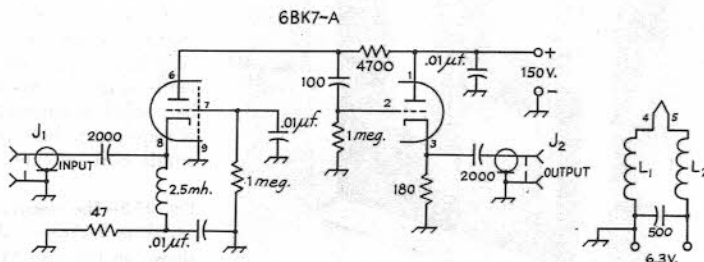 6BK7-A
6
7
8
9
J1
INPUT
2000
2.5mh.
47
.01µf.
.01µf.
.1meg.
100
4700
1
2
3
.01µf.
+
150 V.
-
1meg.
180
2000
J2
OUTPUT
4 5
L1
L2
500
6.3V.